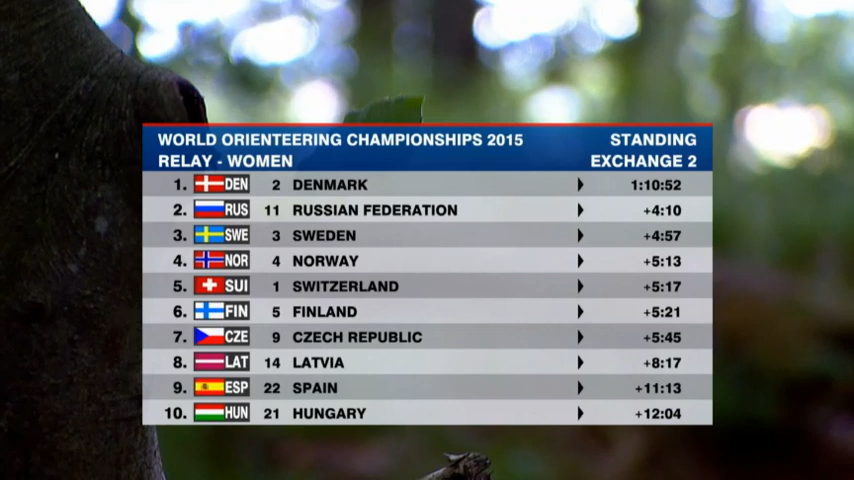 WORLD ORIENTEERING CHAMPIONSHIPS 2015 STANDING
RELAY - WOMEN EXCHANGE 2
1. DEN 2 DENMARK 1:10:52
2. RUS 11 RUSSIAN FEDERATION +4:10
3. SWE 3 SWEDEN +4:57
4. NOR 4 NORWAY +5:13
5. SUI 1 SWITZERLAND +5:17
6. FIN 5 FINLAND +5:21
7. CZE 9 CZECH REPUBLIC +5:45
8. LAT 14 LATVIA +8:17
9. ESP 22 SPAIN +11:13
10. HUN 21 HUNGARY +12:04